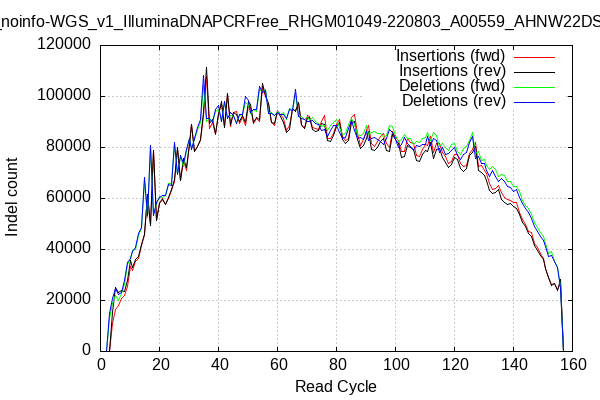 _noinfo-WGS_v1_IlluminaDNAPCRFree_RHGM01049-220803_A00559_AHNW22DS
120000
100000
80000
60000
40000
20000
0
Indel count
Insertions (fwd)
Insertions (rev)
Deletions (fwd)
Deletions (rev)
0 20 40 60 80 100 120 140 160
Read Cycle